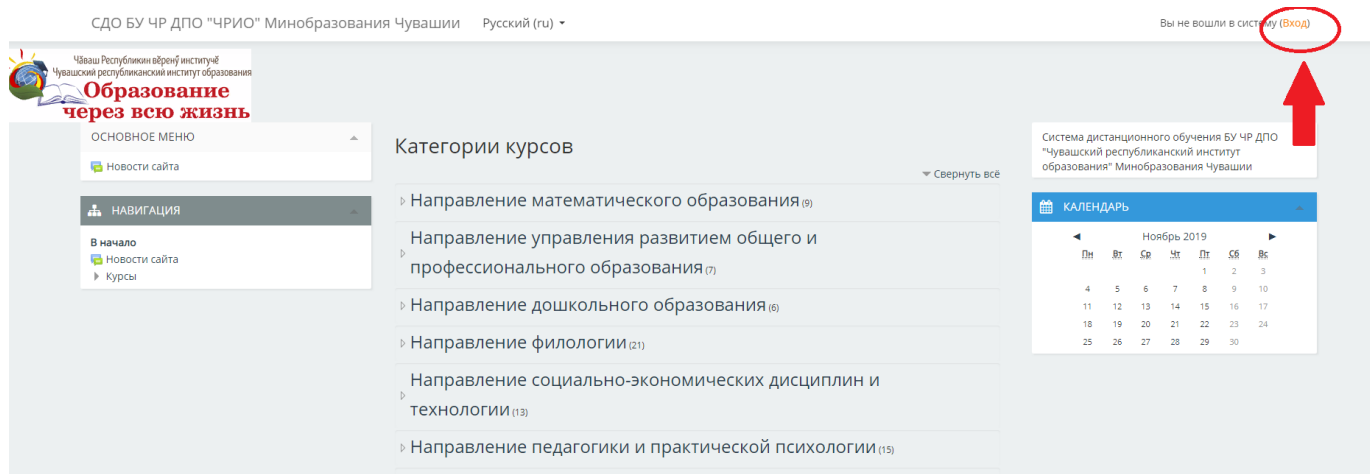 СДО БУ ЧР ДПО "ЧРИО" Минобразования Чувашии
Русский (ru)
Вы не вошли в систему (Вход)
Чӑваш Республикин вӗренӳ институчӗ
Чувашский республиканский институт образования
Образование
через всю жизнь
ОСНОВНОЕ МЕНЮ
Новости сайта
НАВИГАЦИЯ
В начало
Новости сайта
Курсы
Категории курсов
Свернуть всё
Направление математического образования (9)
Направление управления развитием общего и
профессионального образования (7)
Направление дошкольного образования (6)
Направление филологии (21)
Направление социально-экономических дисциплин и
технологии (13)
Направление педагогики и практической психологии (15)
Система дистанционного обучения БУ ЧР ДПО
"Чувашский республиканский институт
образования" Минобразования Чувашии
КАЛЕНДАРЬ
Ноябрь 2019
Пн Вт Ср Чт Пт Сб Вс
1 2 3
4 5 6 7 8 9 10
11 12 13 14 15 16 17
18 19 20 21 22 23 24
25 26 27 28 29 30